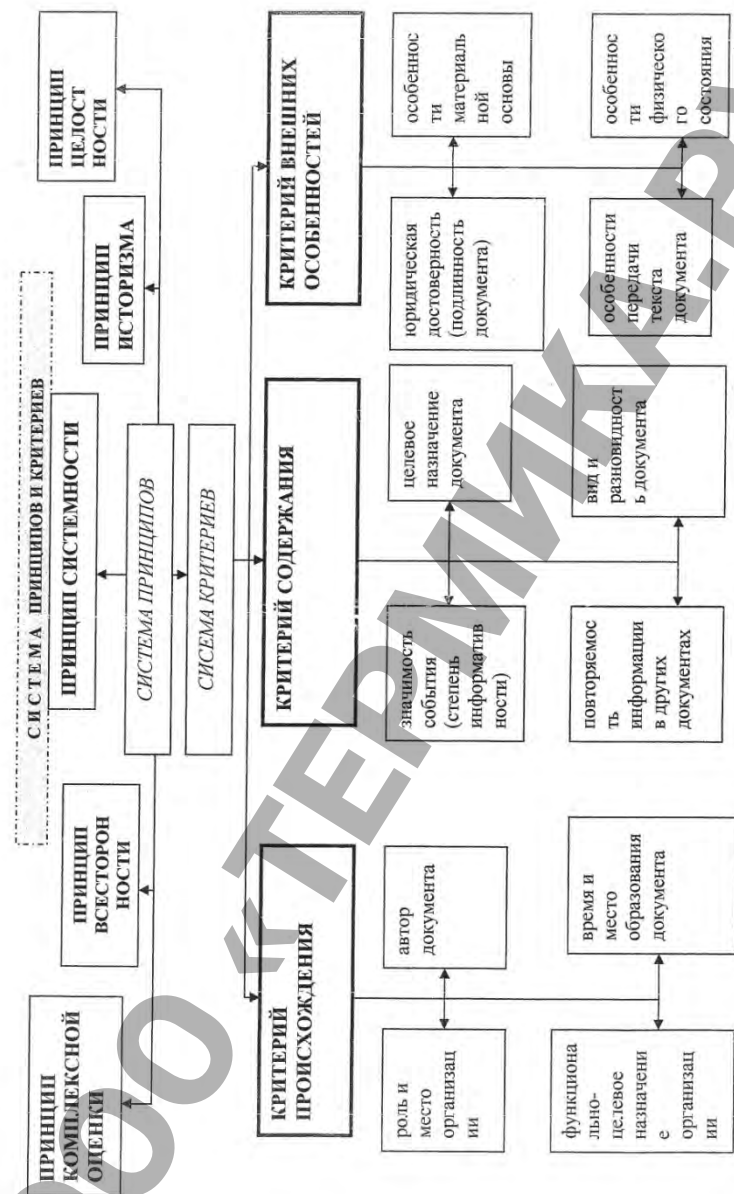 СИСТЕМА ПРИНЦИПОВ И КРИТЕРИЕВ
ПРИНЦИП
КОМПЛЕКСНОЙ
ОЦЕНКИ
ПРИНЦИП
ВСЕСТОРОН
НОСТИ
ПРИНЦИП СИСТЕМНОСТИ
ПРИНЦИП
ИСТОРИЗМА
ПРИНЦИП
ЦЕЛОСТ
НОСТИ
СИСТЕМА ПРИНЦИПОВ
СИСЕМА КРИТЕРИЕВ
КРИТЕРИЙ
ПРОИСХОЖДЕНИЯ
КРИТЕРИЙ СОДЕРЖАНИЯ
КРИТЕРИЙ ВНЕШНИХ
ОСОБЕННОСТЕЙ
роль и
место
организац
ии
автор
документа
значимость
события
(степень
информатив
ности)
целевое
назначение
документа
юридическая
достоверность
(подлинность
документа)
особеннос
ти
материаль
ной
основы
функциона
льно-
целевое
назначени
е
организац
ии
время и
место
образования
документа
повторяемос
ть
информации
в других
документах
вид и
разновидност
ь документа
особенности
передачи
текста
документа
особеннос
ти
физическо
го
состояния
ООО «ТЕРМИКА.РУ